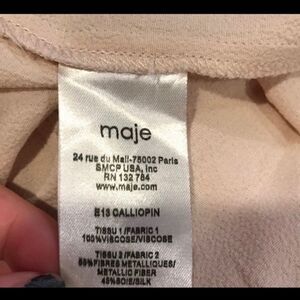 maje
24 rue du Mail-75002 Paris
SMCP USA, Inc
RN 132 784
www.maje.com
E13 CALLIOPIN
TISSU 1/FABRIC 1
100%VISCOSE/VISCOSE
TISSU 2/FABRIC 2
55%FIBRES METALLIQUES/
METALLIC FIBER
45%SOIE/SILK